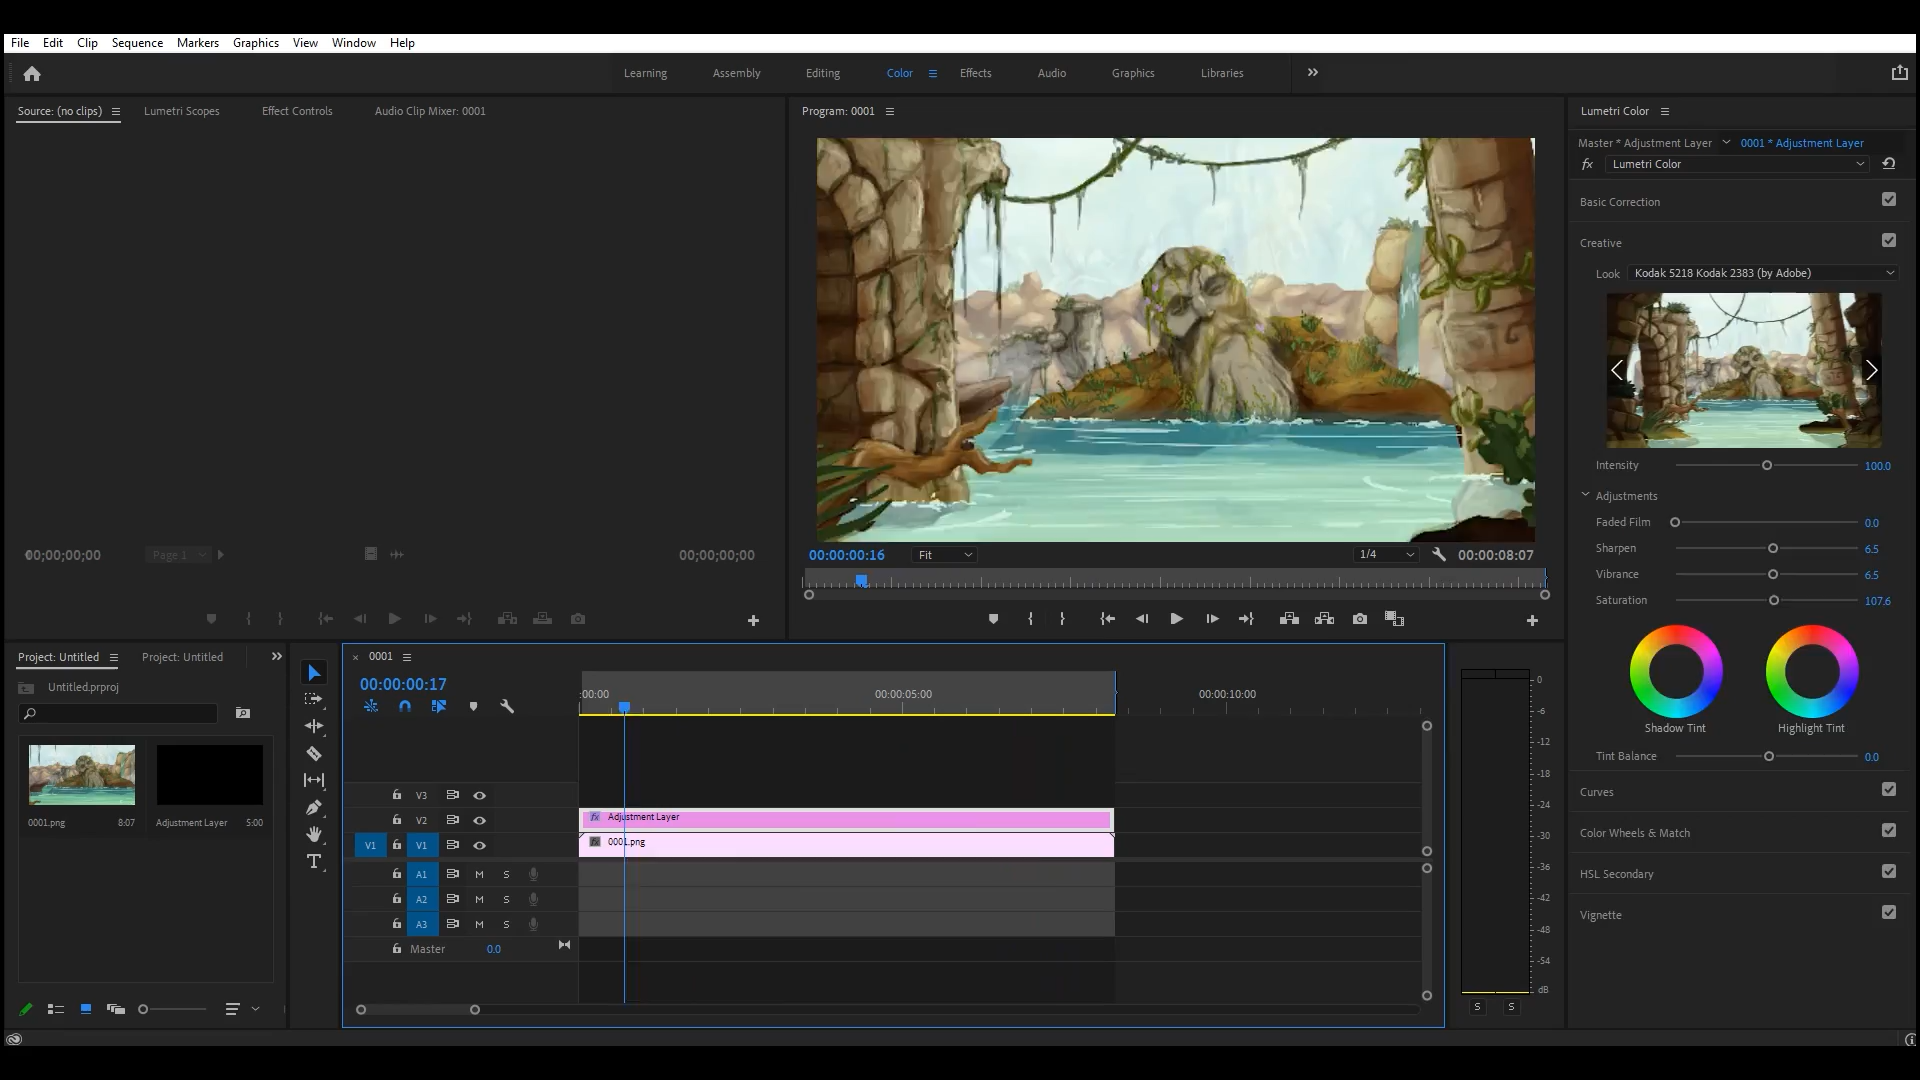 File Edit Clip Sequence Markers Graphics View Window Help
Learning Assembly Editing Color Effects Audio Graphics Libraries
Source: (no clips) Lumetri Scopes Effect Controls Audio Clip Mixer: 0001
Program: 0001
Lumetri Color
Master * Adjustment Layer 0001 * Adjustment Layer
fx Lumetri Color
Basic Correction
Creative
Look Kodak 5218 Kodak 2383 (by Adobe)
Intensity 100.0
Adjustments
Faded Film 0.0
Sharpen 6.5
Vibrance 6.5
Saturation 107.6
Shadow Tint Highlight Tint
Tint Balance 0.0
Curves
Color Wheels & Match
HSL Secondary
Vignette
00;00;00;00 Page 1 00;00;00;00
00:00:00:16 Fit 1/4 00:00:08:07
Project: Untitled Project: Untitled
Untitled.prproj
0001.png 8:07 Adjustment Layer 5:00
0001
00:00:00:17
:00:00 00:00:05:00 00:00:10:00
V3
V2 fx Adjustment Layer
V1 V1 fx 0001.png
A1 M S
A2 M S
A3 M S
Master 0.0
0
-6
-12
-18
-24
-30
-36
-42
-48
-54
dB
S S